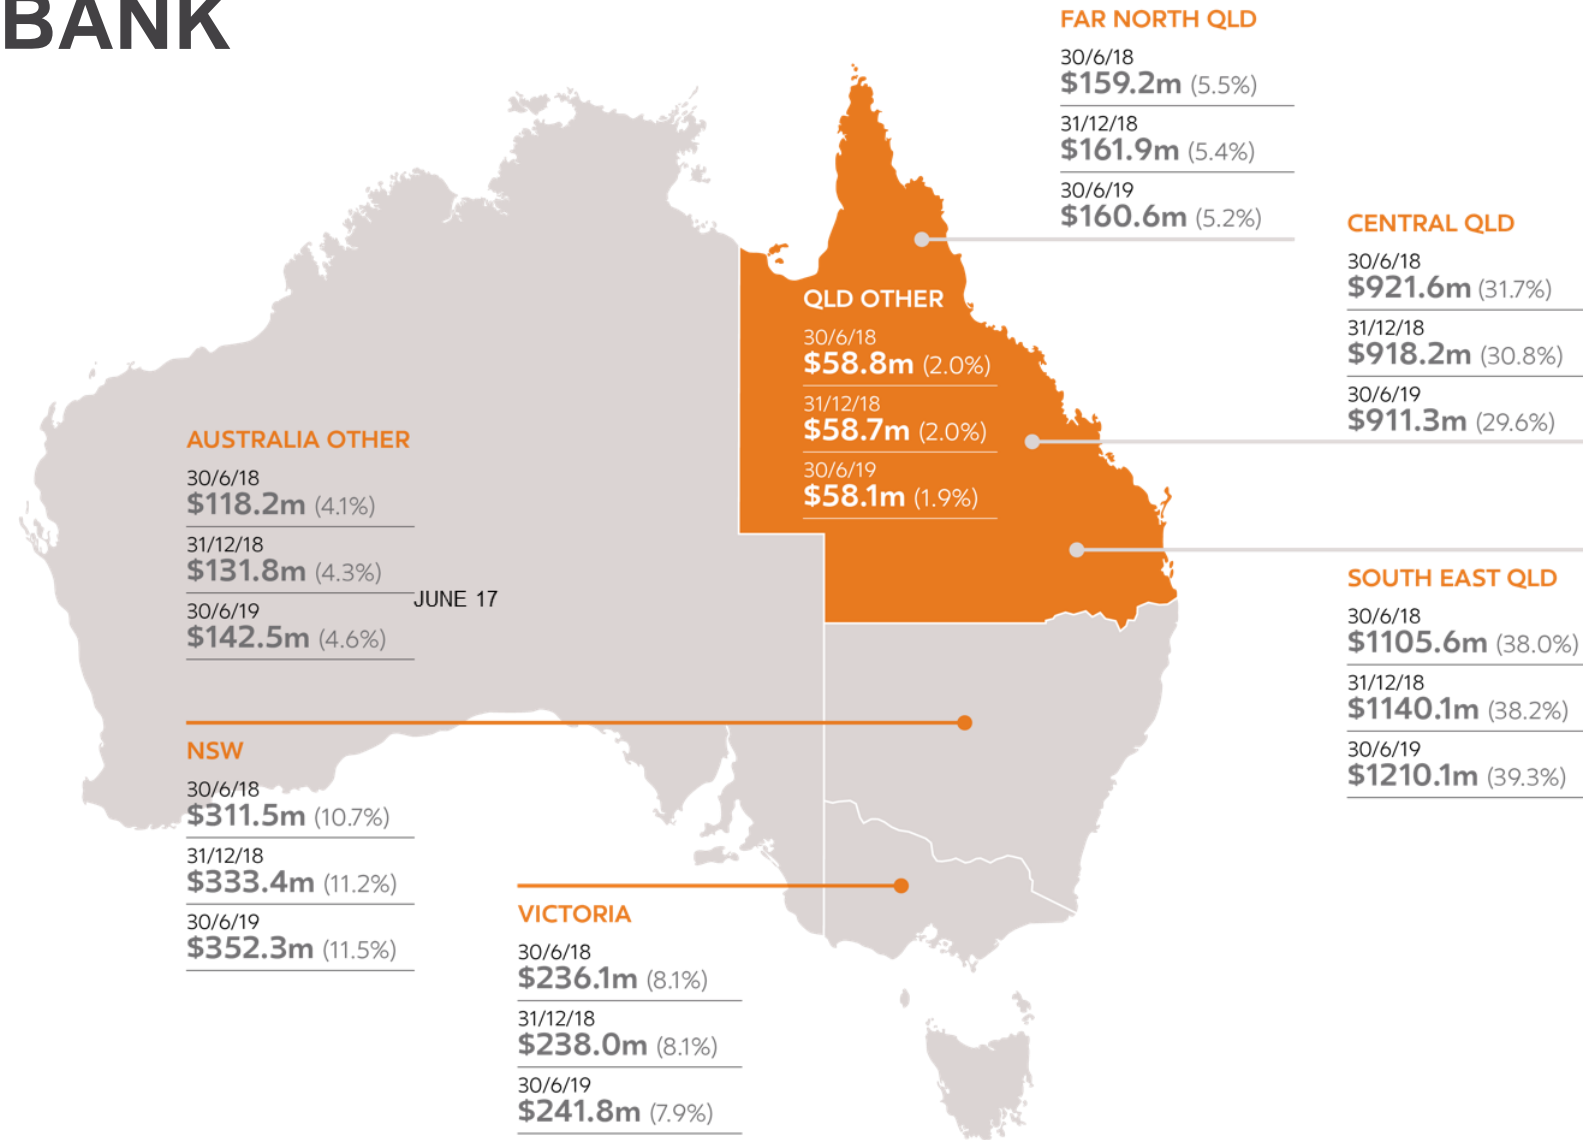 BANK
FAR NORTH QLD
30/6/18
$159.2m (5.5%)
31/12/18
$161.9m (5.4%)
30/6/19
$160.6m (5.2%)
CENTRAL QLD
30/6/18
$921.6m (31.7%)
31/12/18
$918.2m (30.8%)
30/6/19
$911.3m (29.6%)
QLD OTHER
30/6/18
$58.8m (2.0%)
31/12/18
$58.7m (2.0%)
30/6/19
$58.1m (1.9%)
AUSTRALIA OTHER
30/6/18
$118.2m (4.1%)
31/12/18
$131.8m (4.3%)
JUNE 17
30/6/19
$142.5m (4.6%)
SOUTH EAST QLD
30/6/18
$1105.6m (38.0%)
31/12/18
$1140.1m (38.2%)
30/6/19
$1210.1m (39.3%)
NSW
30/6/18
$311.5m (10.7%)
31/12/18
$333.4m (11.2%)
30/6/19
$352.3m (11.5%)
VICTORIA
30/6/18
$236.1m (8.1%)
31/12/18
$238.0m (8.1%)
30/6/19
$241.8m (7.9%)